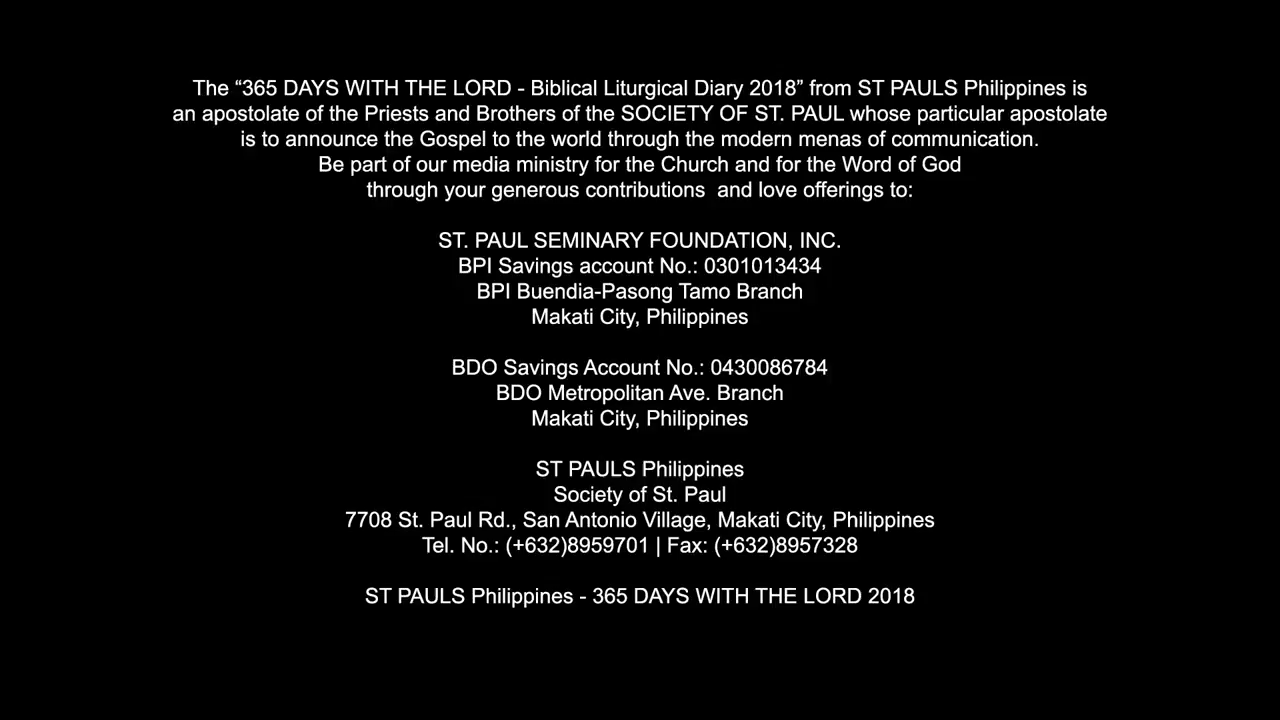 The “365 DAYS WITH THE LORD - Biblical Liturgical Diary 2018” from ST PAULS Philippines is
an apostolate of the Priests and Brothers of the SOCIETY OF ST. PAUL whose particular apostolate
is to announce the Gospel to the world through the modern menas of communication.
Be part of our media ministry for the Church and for the Word of God
through your generous contributions  and love offerings to:
ST. PAUL SEMINARY FOUNDATION, INC.
BPI Savings account No.: 0301013434
BPI Buendia-Pasong Tamo Branch
Makati City, Philippines
BDO Savings Account No.: 0430086784
BDO Metropolitan Ave. Branch
Makati City, Philippines
ST PAULS Philippines
Society of St. Paul
7708 St. Paul Rd., San Antonio Village, Makati City, Philippines
Tel. No.: (+632)8959701 | Fax: (+632)8957328
ST PAULS Philippines - 365 DAYS WITH THE LORD 2018